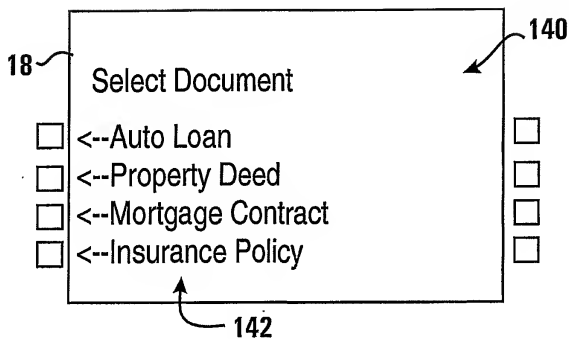 140
18
Select Document
<--Auto Loan
<--Property Deed
<--Mortgage Contract
<--Insurance Policy
142